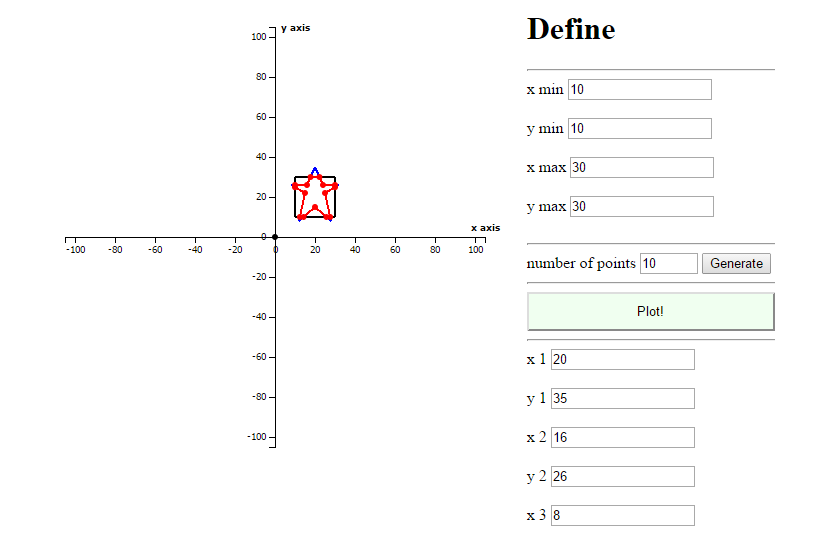 y axis
100
80
60
40
20
0
-20
-40
-60
-80
-100
x axis
-100 -80 -60 -40 -20 0 20 40 60 80 100
Define
x min 10
y min 10
x max 30
y max 30
number of points 10 Generate
Plot!
x 1 20
y 1 35
x 2 16
y 2 26
x 3 8